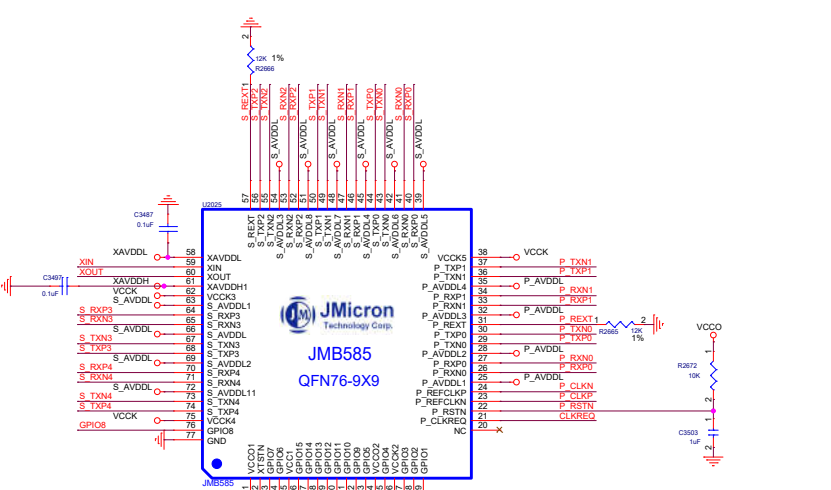 2
12K 1%
R2666
1
S_REXT
S_TXP2
S_TXN2
S_AVDDL
S_RXN2
S_RXP2
S_AVDDL
S_TXP1
S_TXN1
S_AVDDL
S_RXN1
S_RXP1
S_AVDDL
S_TXP0
S_TXN0
S_AVDDL
S_RXN0
S_RXP0
S_AVDDL
57 56 55 54 53 52 51 50 49 48 47 46 45 44 43 42 41 40 39
U2025
S_REXT
S_TXP2
S_TXN2
S_AVDDL3
S_RXN2
S_RXP2
S_AVDDL8
S_TXP1
S_TXN1
S_AVDDL7
S_RXN1
S_RXP1
S_AVDDL4
S_TXP0
S_TXN0
S_AVDDL6
S_RXN0
S_RXP0
S_AVDDL5
C3487
0.1uF
XAVDDL 58 XAVDDL
XIN 59 XIN
XOUT 60 XOUT
C3497
0.1uF
XAVDDH 61 XAVDDH1
VCCK 62 VCCK3
S_AVDDL 63 S_AVDDL1
S_RXP3 64 S_RXP3
S_RXN3 65 S_RXN3
S_AVDDL 66 S_AVDDL
S_TXN3 67 S_TXN3
S_TXP3 68 S_TXP3
S_AVDDL 69 S_AVDDL2
S_RXP4 70 S_RXP4
S_RXN4 71 S_RXN4
S_AVDDL 72 S_AVDDL11
S_TXN4 73 S_TXN4
S_TXP4 74 S_TXP4
VCCK 75 VCCK4
GPIO8 76 GPIO8
77 GND
JMicron
Technology Corp.
JMB585
QFN76-9X9
VCCK5 38 VCCK
P_TXP1 37 P_TXN1
P_TXN1 36 P_TXP1
P_AVDDL4 35 P_AVDDL
P_RXP1 34 P_RXN1
P_RXN1 33 P_RXP1
P_AVDDL3 32 P_AVDDL
P_REXT 31 P_REXT 1 2
R2665 12K
1%
P_TXP0 30 P_TXN0
P_TXN0 29 P_TXP0
P_AVDDL2 28 P_AVDDL
P_RXP0 27 P_RXN0
P_RXN0 26 P_RXP0
P_AVDDL1 25 P_AVDDL
P_REFCLKP 24 P_CLKN
P_REFCLKN 23 P_CLKP
P_RSTN 22 P_RSTN
P_CLKREQ 21 CLKREQ
NC 20
VCCO
1
R2672
10K
2
1
C3503
1uF
2
VCCO1
XTSTN
GPIO7
GPIO6
VCC1
GPIO15
GPIO14
GPIO13
GPIO12
GPIO11
GPIO10
GPIO9
GPIO5
VCCO2
GPIO4
VCCK2
GPIO3
GPIO2
GPIO1
JMB585